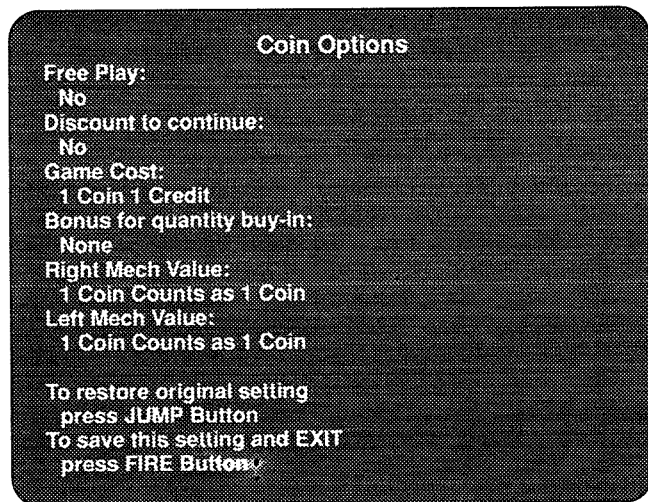 Coin Options
Free Play:
No
Discount to continue:
No
Game Cost:
1 Coin 1 Credit
Bonus for quantity buy-in:
None
Right Mech Value:
1 Coin Counts as 1 Coin
Left Mech Value:
1 Coin Counts as 1 Coin
To restore original setting
press JUMP Button
To save this setting and EXIT
press FIRE Button